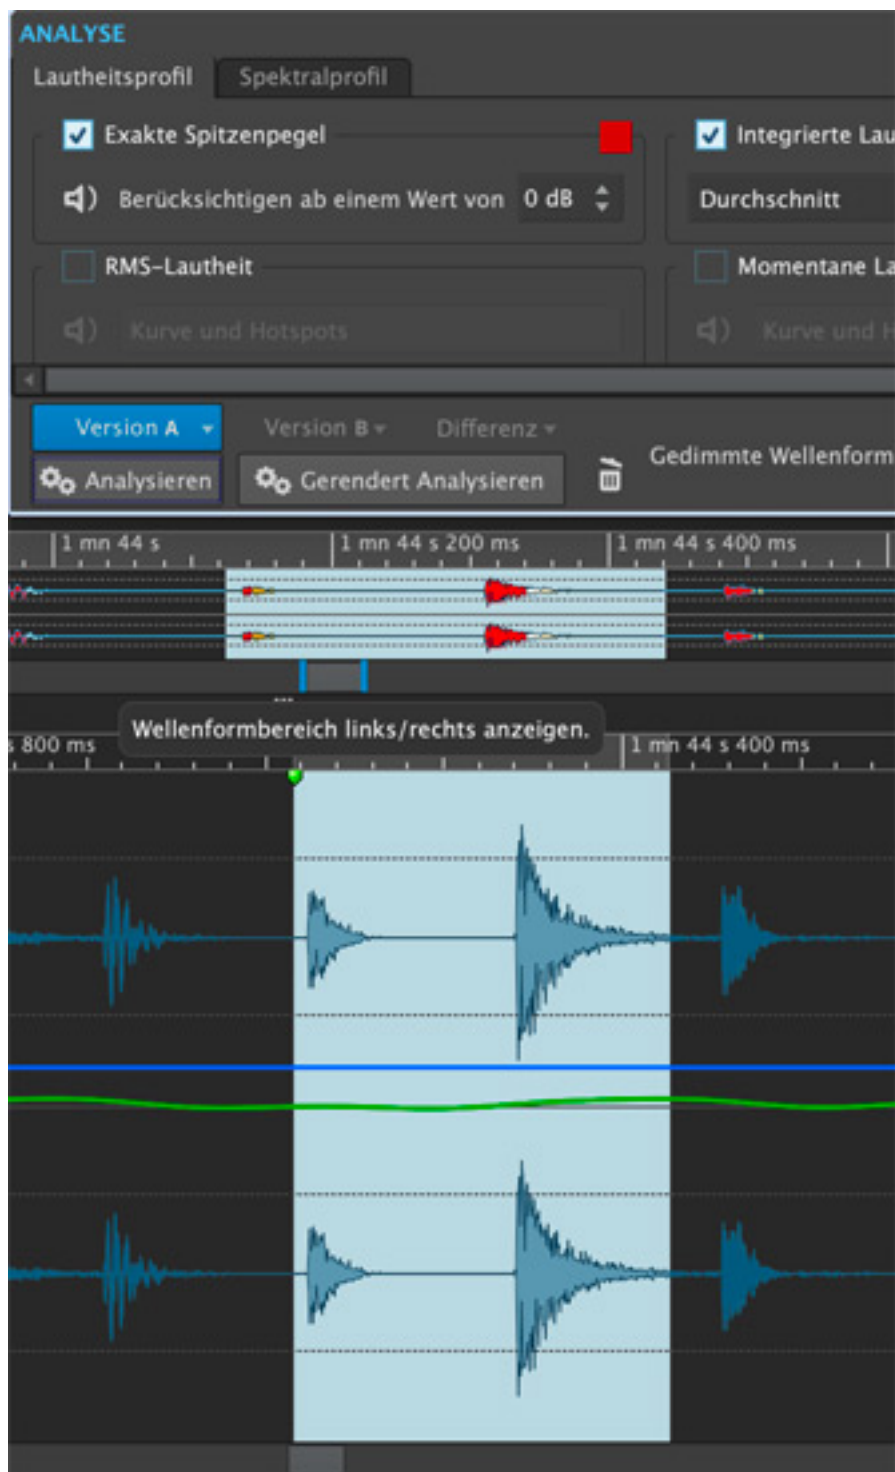 ANALYSE
Lautheitsprofil Spektralprofil
Exakte Spitzenpegel Integrierte Lau
Berücksichtigen ab einem Wert von 0 dB Durchschnitt
RMS-Lautheit Momentane La
Kurve und Hotspots Kurve und H
Version A Version B Differenz
Analysieren Gerendert Analysieren Gedimmte Wellenform
1 mn 44 s 1 mn 44 s 200 ms 1 mn 44 s 400 ms
Wellenformbereich links/rechts anzeigen.
s 800 ms 1 mn 44 s 400 ms